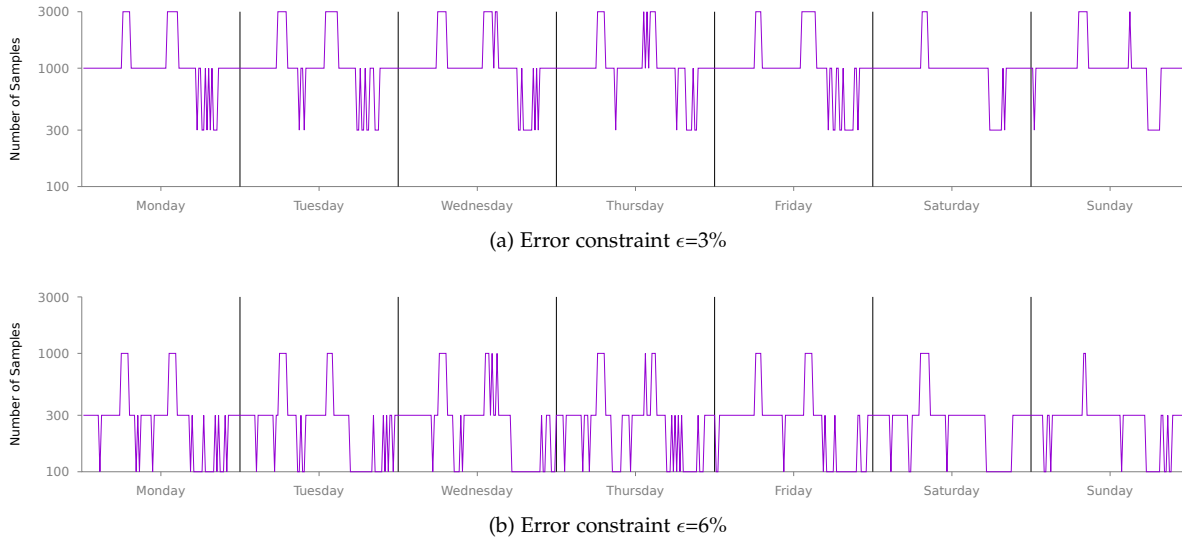 Number of Samples
3000
1000
300
100
Monday Tuesday Wednesday Thursday Friday Saturday Sunday
(a) Error constraint ϵ=3%
Number of Samples
3000
1000
300
100
Monday Tuesday Wednesday Thursday Friday Saturday Sunday
(b) Error constraint ϵ=6%